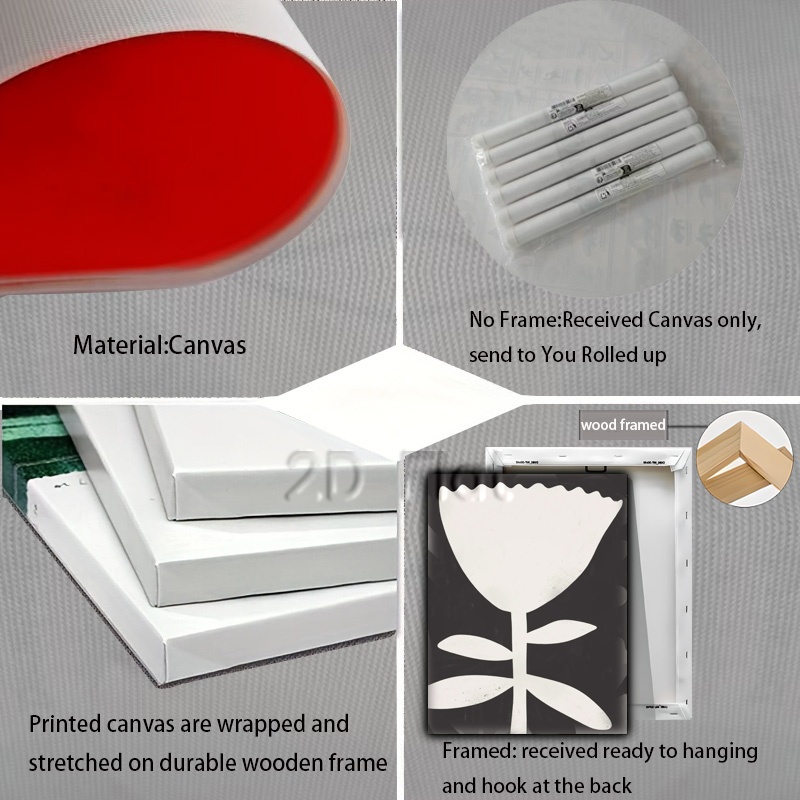 Material:Canvas
No Frame:Received Canvas only,
send to You Rolled up
2D Flat
wood framed
Printed canvas are wrapped and
stretched on durable wooden frame
Framed: received ready to hanging
and hook at the back